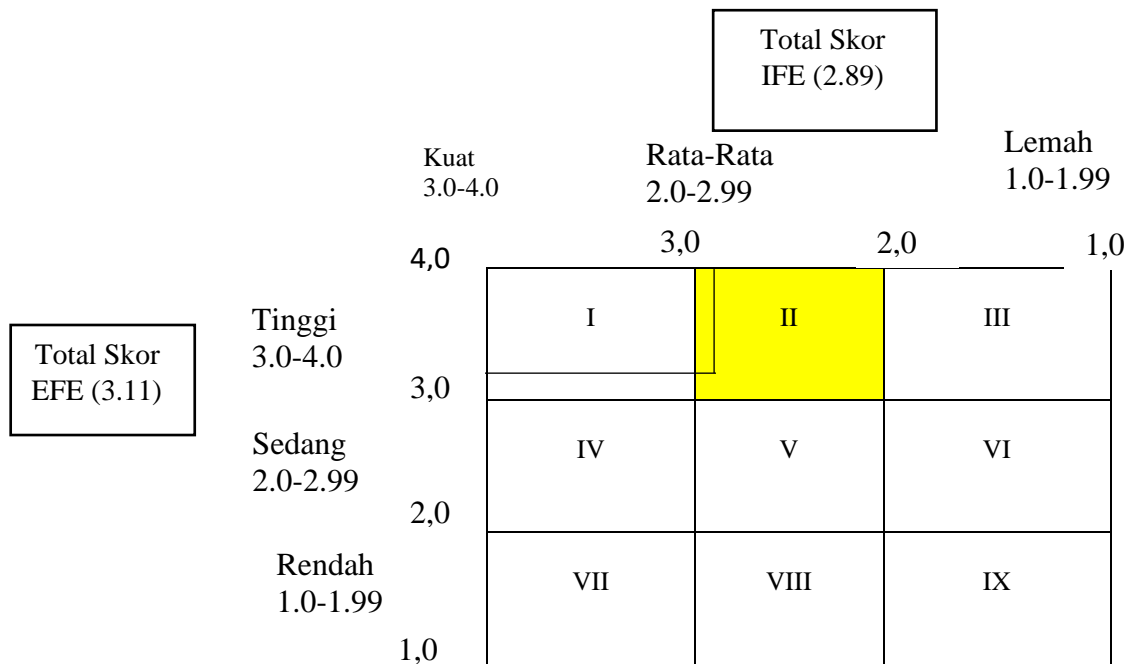 Total Skor
IFE (2.89)
Kuat
3.0-4.0
Rata-Rata
2.0-2.99
Lemah
1.0-1.99
4,0
3,0
2,0
1,0
Tinggi
3.0-4.0
I
II
III
Total Skor
EFE (3.11)
3,0
Sedang
2.0-2.99
IV
V
VI
2,0
Rendah
1.0-1.99
VII
VIII
IX
1,0